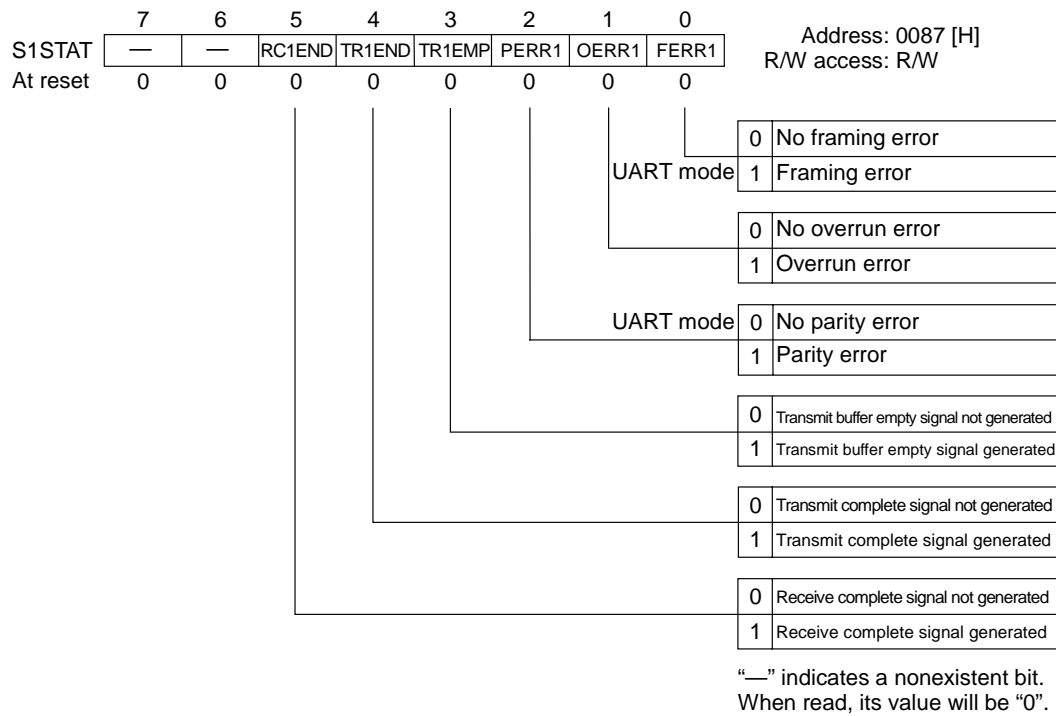 7 6 5 4 3 2 1 0
S1STAT — — RC1END TR1END TR1EMP PERR1 OERR1 FERR1
At reset 0 0 0 0 0 0 0 0
Address: 0087 [H]
R/W access: R/W
0 No framing error
UART mode 1 Framing error
0 No overrun error
1 Overrun error
UART mode 0 No parity error
1 Parity error
0 Transmit buffer empty signal not generated
1 Transmit buffer empty signal generated
0 Transmit complete signal not generated
1 Transmit complete signal generated
0 Receive complete signal not generated
1 Receive complete signal generated
“—” indicates a nonexistent bit.
When read, its value will be “0”.